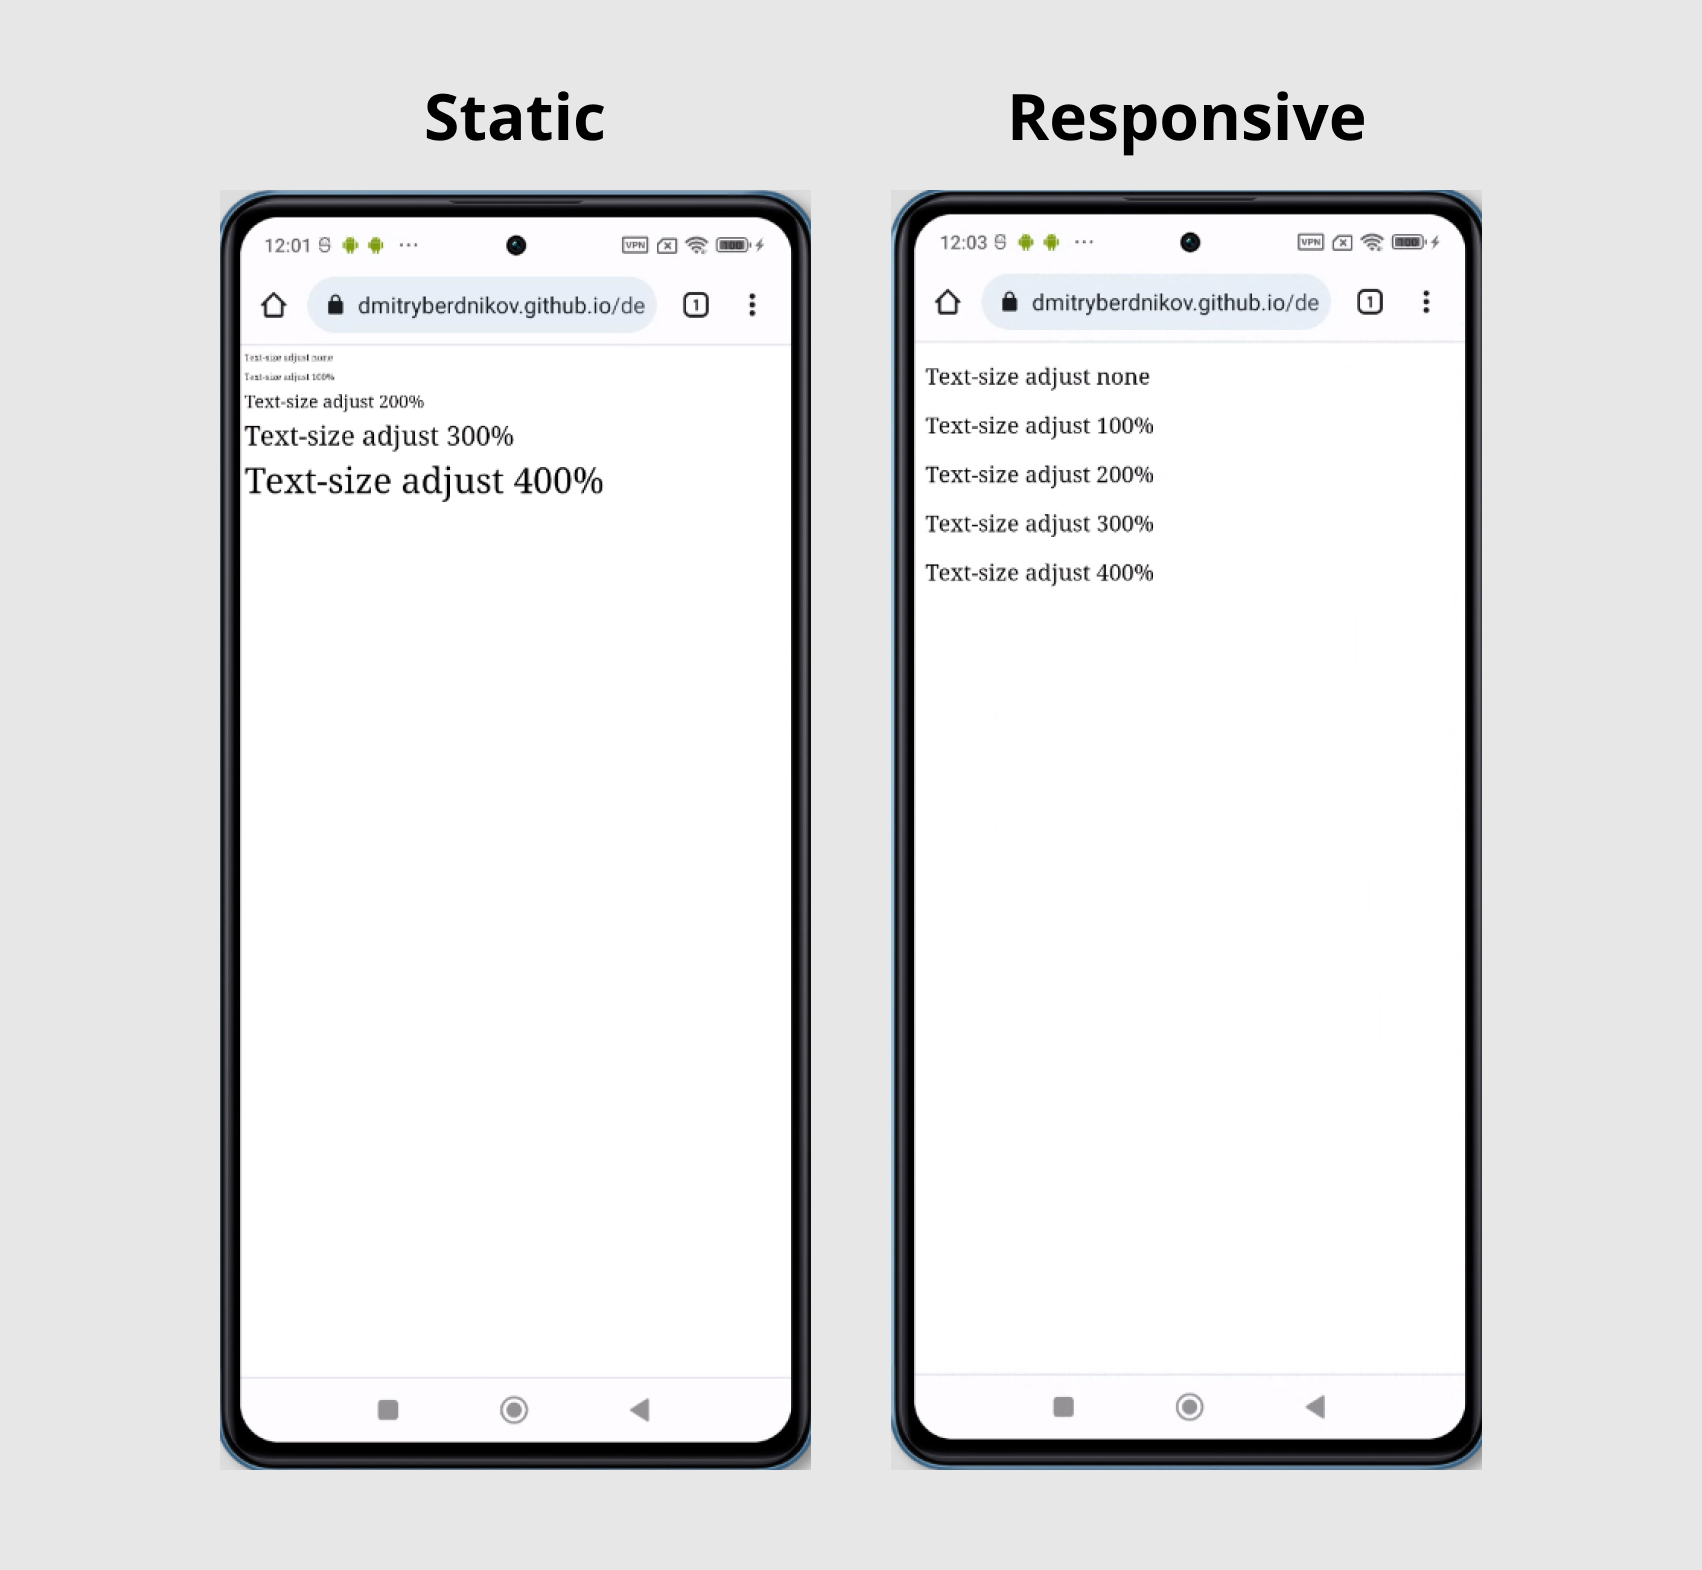 Static
12:01
VPN
100
dmitryberdnikov.github.io/de
1
Text-size adjust none
Text-size adjust 100%
Text-size adjust 200%
Text-size adjust 300%
Text-size adjust 400%
Responsive
12:03
VPN
100
dmitryberdnikov.github.io/de
1
Text-size adjust none
Text-size adjust 100%
Text-size adjust 200%
Text-size adjust 300%
Text-size adjust 400%